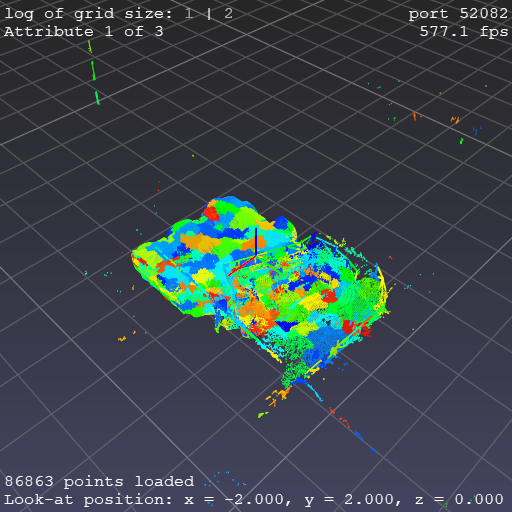 log of grid size: 1 | 2
port 52082
Attribute 1 of 3
577.1 fps
86863 points loaded
Look-at position: x = -2.000, y = 2.000, z = 0.000